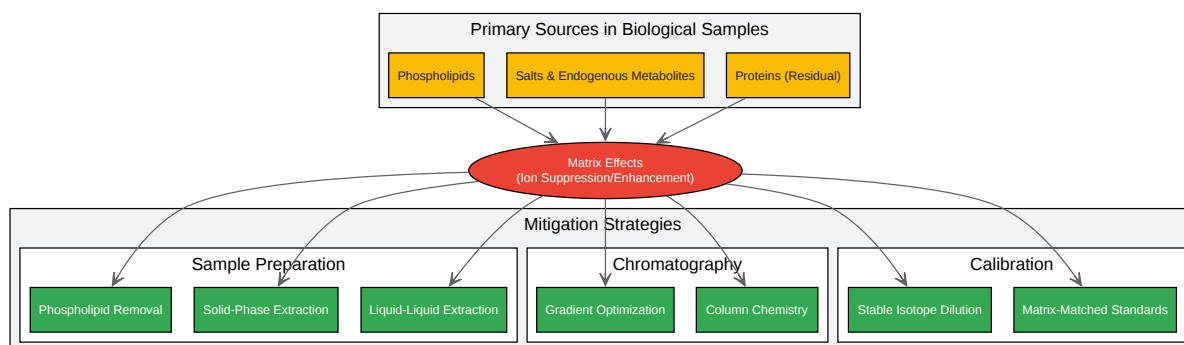 Primary Sources in Biological Samples
Phospholipids
Salts & Endogenous Metabolites
Proteins (Residual)
Matrix Effects
(Ion Suppression/Enhancement)
Mitigation Strategies
Sample Preparation
Chromatography
Calibration
Phospholipid Removal
Solid-Phase Extraction
Liquid-Liquid Extraction
Gradient Optimization
Column Chemistry
Stable Isotope Dilution
Matrix-Matched Standards